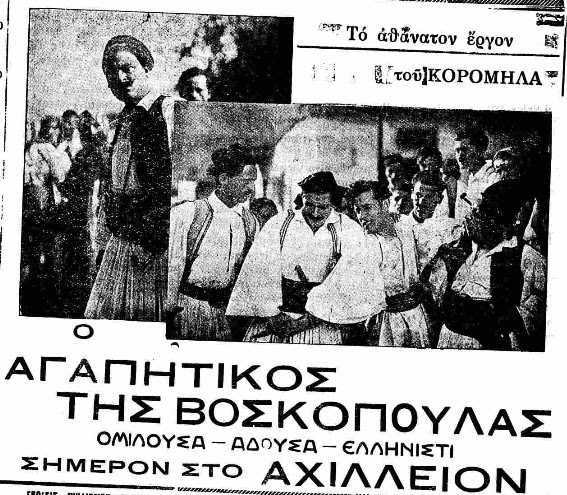 Τό ἀθάνατον ἔργον
τοῦ ΚΟΡΟΜΗΛΑ
Ο
ΑΓΑΠΗΤΙΚΟΣ
ΤΗΣ ΒΟΣΚΟΠΟΥΛΑΣ
ΟΜΙΛΟΥΣΑ – ΑΔΟΥΣΑ – ΕΛΛΗΝΙΣΤΙ
ΣΗΜΕΡΟΝ ΣΤΟ ΑΧΙΛΛΕΙΟΝ